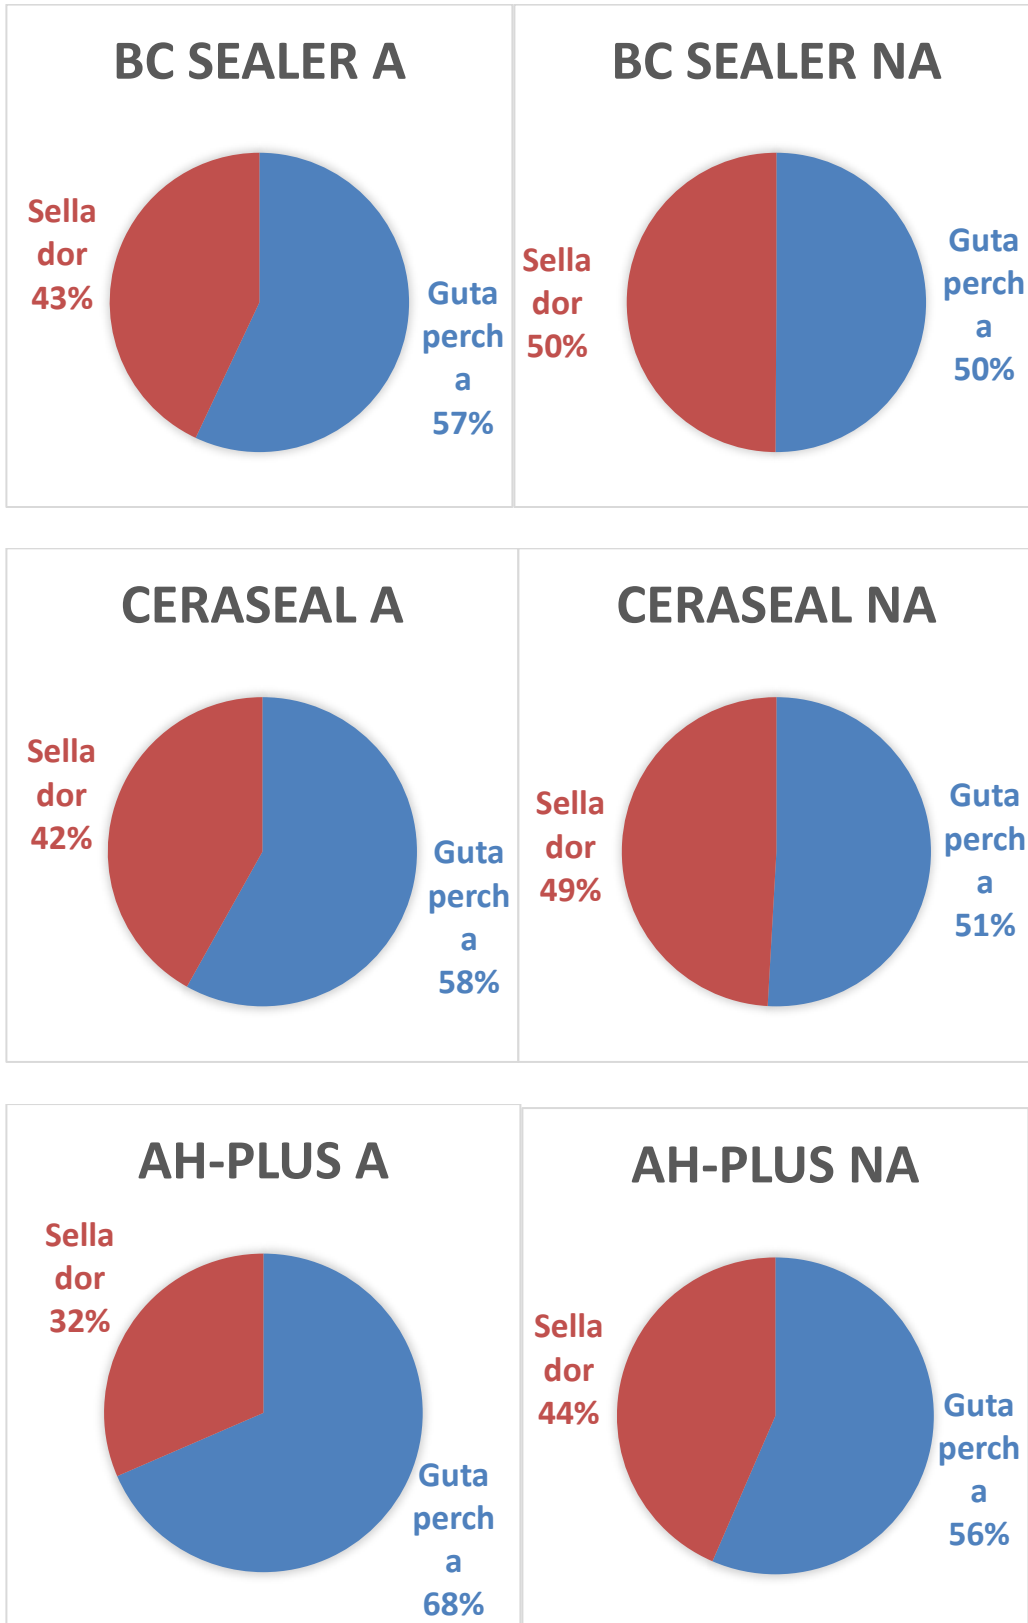 BC SEALER A
Sella
dor
43%
Guta
perch
a
57%
BC SEALER NA
Sella
dor
50%
Guta
perch
a
50%
CERASEAL A
Sella
dor
42%
Guta
perch
a
58%
CERASEAL NA
Sella
dor
49%
Guta
perch
a
51%
AH-PLUS A
Sella
dor
32%
Guta
perch
a
68%
AH-PLUS NA
Sella
dor
44%
Guta
perch
a
56%